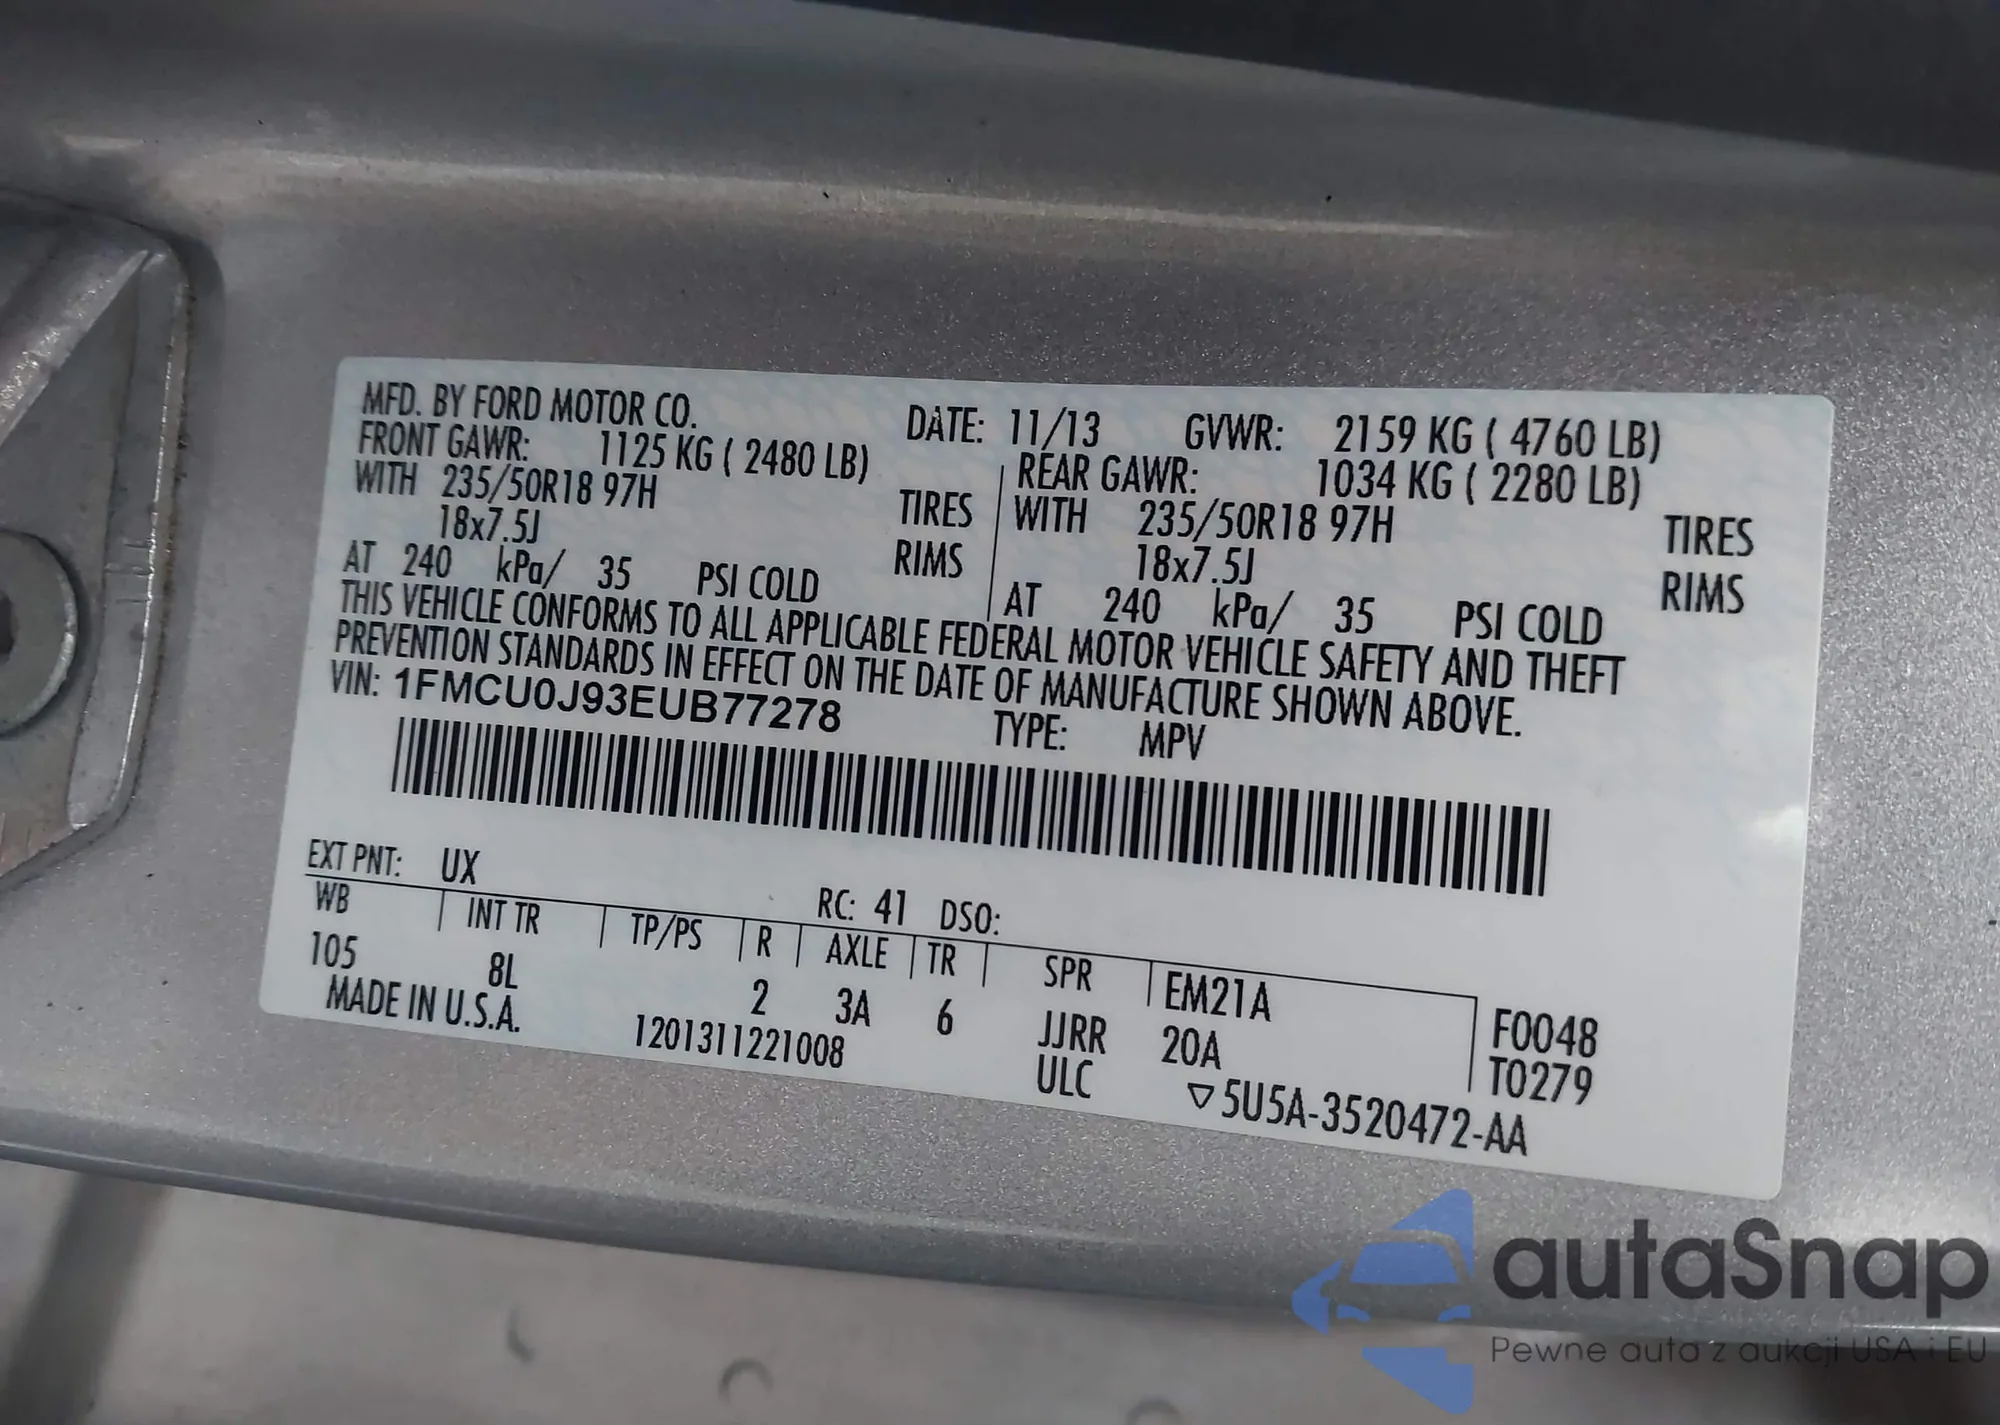 MFD. BY FORD MOTOR CO. DATE: 11/13 GVWR: 2159 KG ( 4760 LB)
FRONT GAWR: 1125 KG ( 2480 LB) REAR GAWR: 1034 KG ( 2280 LB)
WITH 235/50R18 97H TIRES WITH 235/50R18 97H TIRES
18x7.5J RIMS 18x7.5J RIMS
AT 240 kPa/ 35 PSI COLD AT 240 kPa/ 35 PSI COLD
THIS VEHICLE CONFORMS TO ALL APPLICABLE FEDERAL MOTOR VEHICLE SAFETY AND THEFT
PREVENTION STANDARDS IN EFFECT ON THE DATE OF MANUFACTURE SHOWN ABOVE.
VIN: 1FMCU0J93EUB77278 TYPE: MPV
EXT PNT: UX RC: 41 DSO:
WB INT TR TP/PS R AXLE TR SPR EM21A F0048
105 8L 2 3A 6 JJRR 20A T0279
MADE IN U.S.A. 1201311221008 ULC ▽5U5A-3520472-AA
autaSnap
Pewne auta z aukcji USA i EU